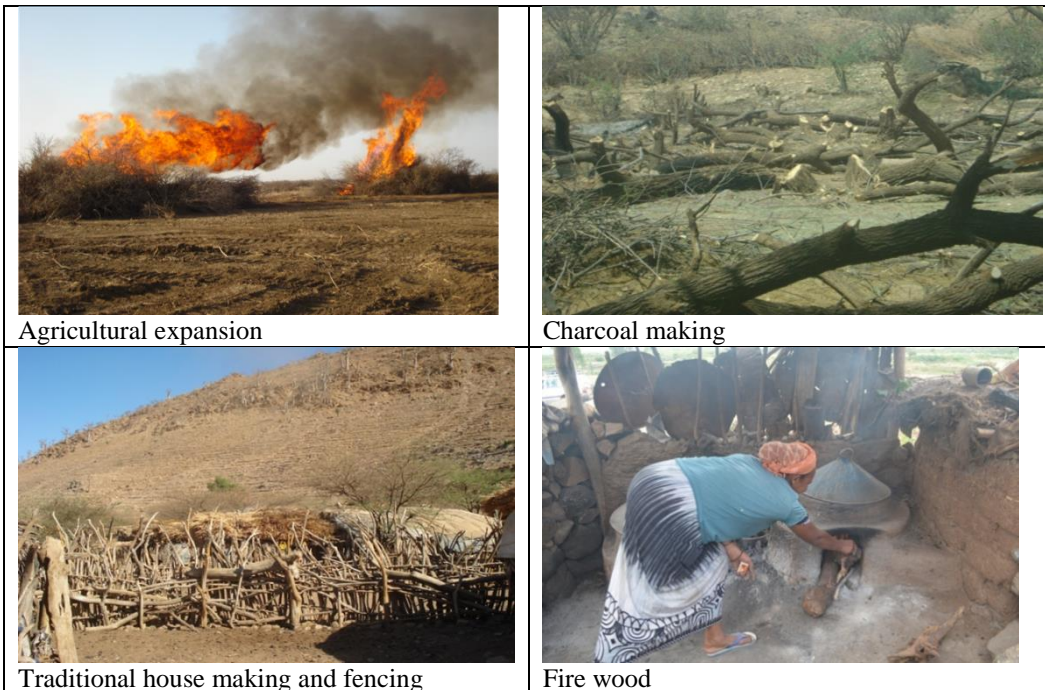 Agricultural expansion
Charcoal making
Traditional house making and fencing
Fire wood